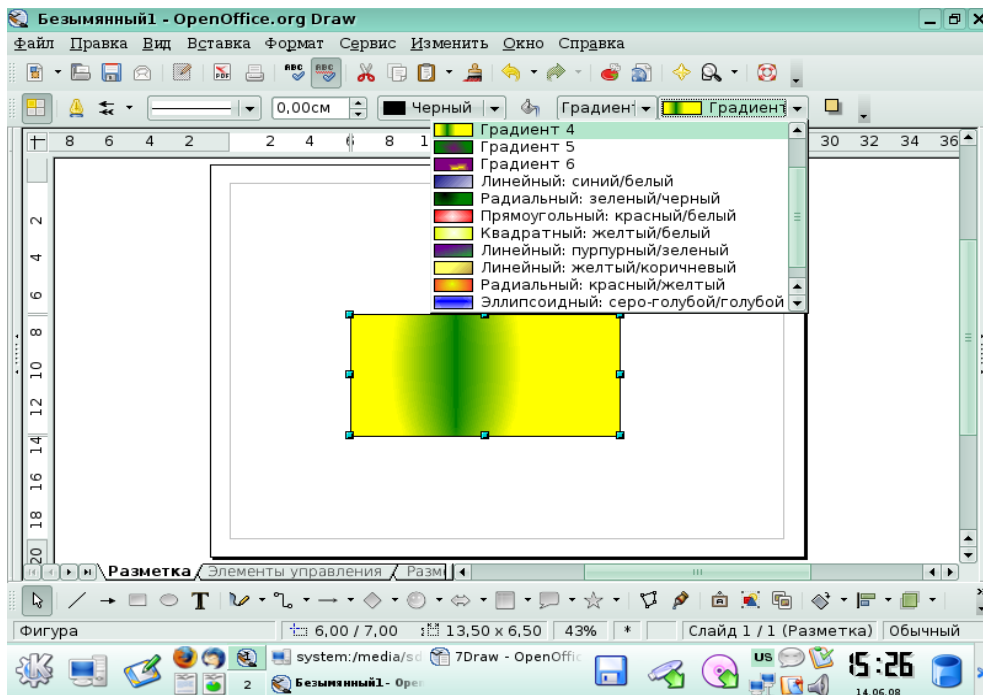 Безымянный1 - OpenOffice.org Draw
Файл Правка Вид Вставка Формат Сервис Изменить Окно Справка
ABC ABC
PDF
0,00см Черный Градиент Градиент
8 6 4 2 2 4 6 8 1 30 32 34 36
Градиент 4
Градиент 5
Градиент 6
Линейный: синий/белый
Радиальный: зеленый/черный
Прямоугольный: красный/белый
Квадратный: желтый/белый
Линейный: пурпурный/зеленый
Линейный: желтый/коричневый
Радиальный: красный/желтый
Эллипсоидный: серо-голубой/голубой
2
4
6
8
10
12
14
16
18
20
Разметка Элементы управления Разм
T
Фигура 6,00 / 7,00 13,50 x 6,50 43% * Слайд 1 / 1 (Разметка) Обычный
system:/media/sd 7Draw - OpenOffic US 15:26
2 Безымянный1- Ope 14.06.08